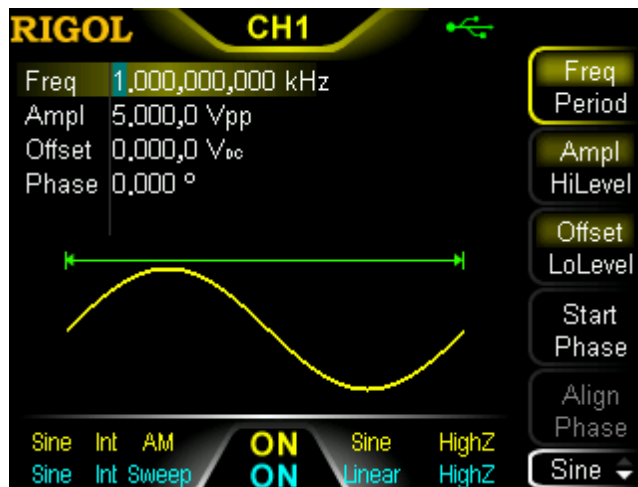 RIGOL CH1
Freq 1.000,000,000 kHz
Ampl 5.000,0 Vpp
Offset 0.000,0 VDC
Phase 0.000 °
Freq
Period
Ampl
HiLevel
Offset
LoLevel
Start
Phase
Align
Phase
Sine
Sine Int AM ON Sine HighZ
Sine Int Sweep ON Linear HighZ